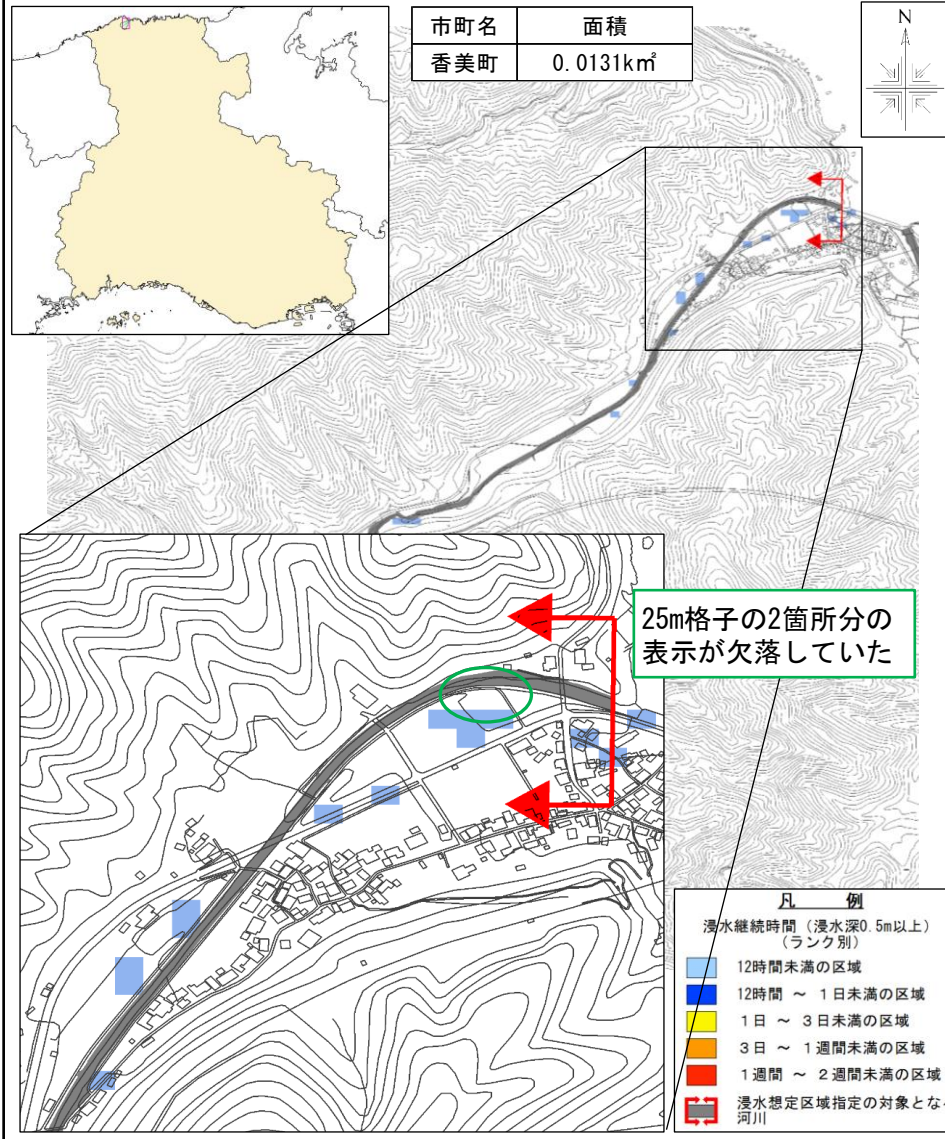 市町名 面積
香美町 0.0131k㎡
N
25m格子の2箇所分の
表示が欠落していた
凡 例
浸水継続時間（浸水深0.5m以上）
（ランク別）
12時間未満の区域
12時間 ～ 1日未満の区域
1日 ～ 3日未満の区域
3日 ～ 1週間未満の区域
1週間 ～ 2週間未満の区域
浸水想定区域指定の対象とな
河川